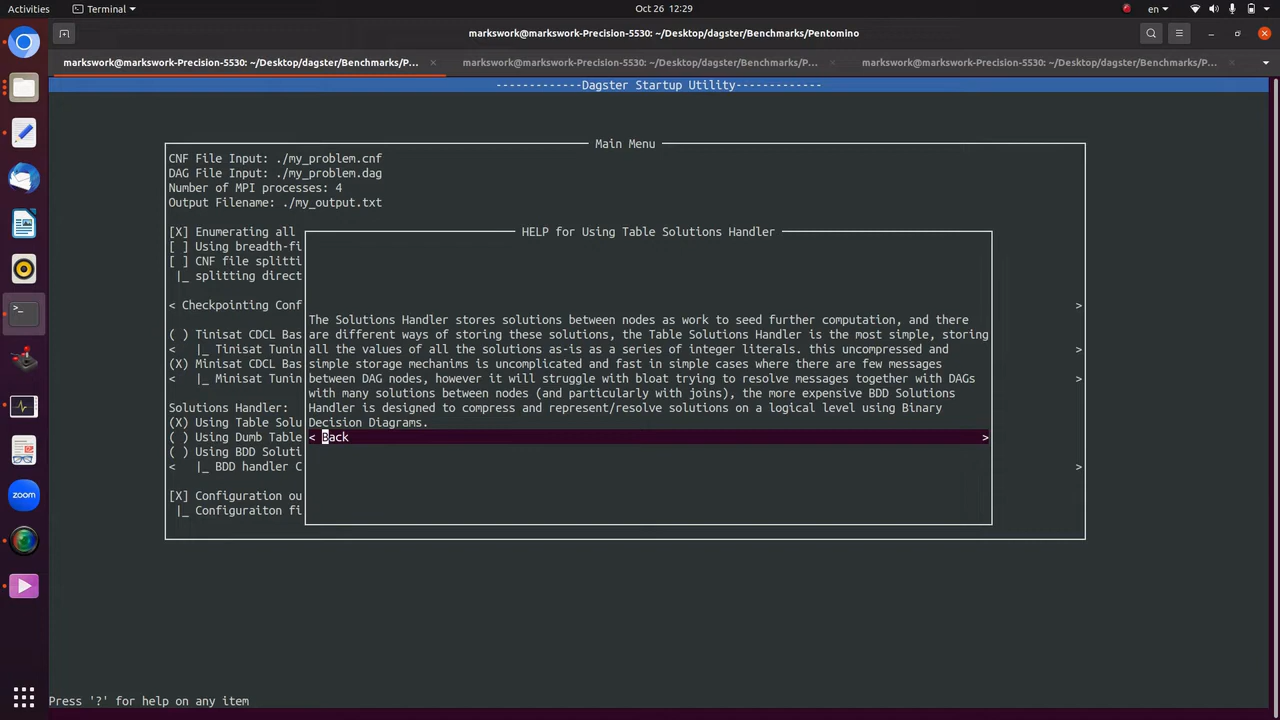 Activities
Terminal
Oct 26 12:29
en
markswork@markswork-Precision-5530: ~/Desktop/dagster/Benchmarks/Pentomino
markswork@markswork-Precision-5530: ~/Desktop/dagster/Benchmarks/P...
markswork@markswork-Precision-5530: ~/Desktop/dagster/Benchmarks/P...
markswork@markswork-Precision-5530: ~/Desktop/dagster/Benchmarks/P...
-------------Dagster Startup Utility-------------
Main Menu
CNF File Input: ./my_problem.cnf
DAG File Input: ./my_problem.dag
Number of MPI processes: 4
Output Filename: ./my_output.txt
[X] Enumerating all
[ ] Using breadth-fi
[ ] CNF file splitti
|_ splitting direct
< Checkpointing Conf >
( ) Tinisat CDCL Bas
< |_ Tinisat Tunin >
(X) Minisat CDCL Bas
< |_ Minisat Tunin >
Solutions Handler:
(X) Using Table Solu
( ) Using Dumb Table
( ) Using BDD Soluti
< |_ BDD handler C >
[X] Configuration ou
|_ Configuraiton fi
HELP for Using Table Solutions Handler
The Solutions Handler stores solutions between nodes as work to seed further computation, and there
are different ways of storing these solutions, the Table Solutions Handler is the most simple, storing
all the values of all the solutions as-is as a series of integer literals. this uncompressed and
simple storage mechanims is uncomplicated and fast in simple cases where there are few messages
between DAG nodes, however it will struggle with bloat trying to resolve messages together with DAGs
with many solutions between nodes (and particularly with joins), the more expensive BDD Solutions
Handler is designed to compress and represent/resolve solutions on a logical level using Binary
Decision Diagrams.
< Back >
Press '?' for help on any item
zoom